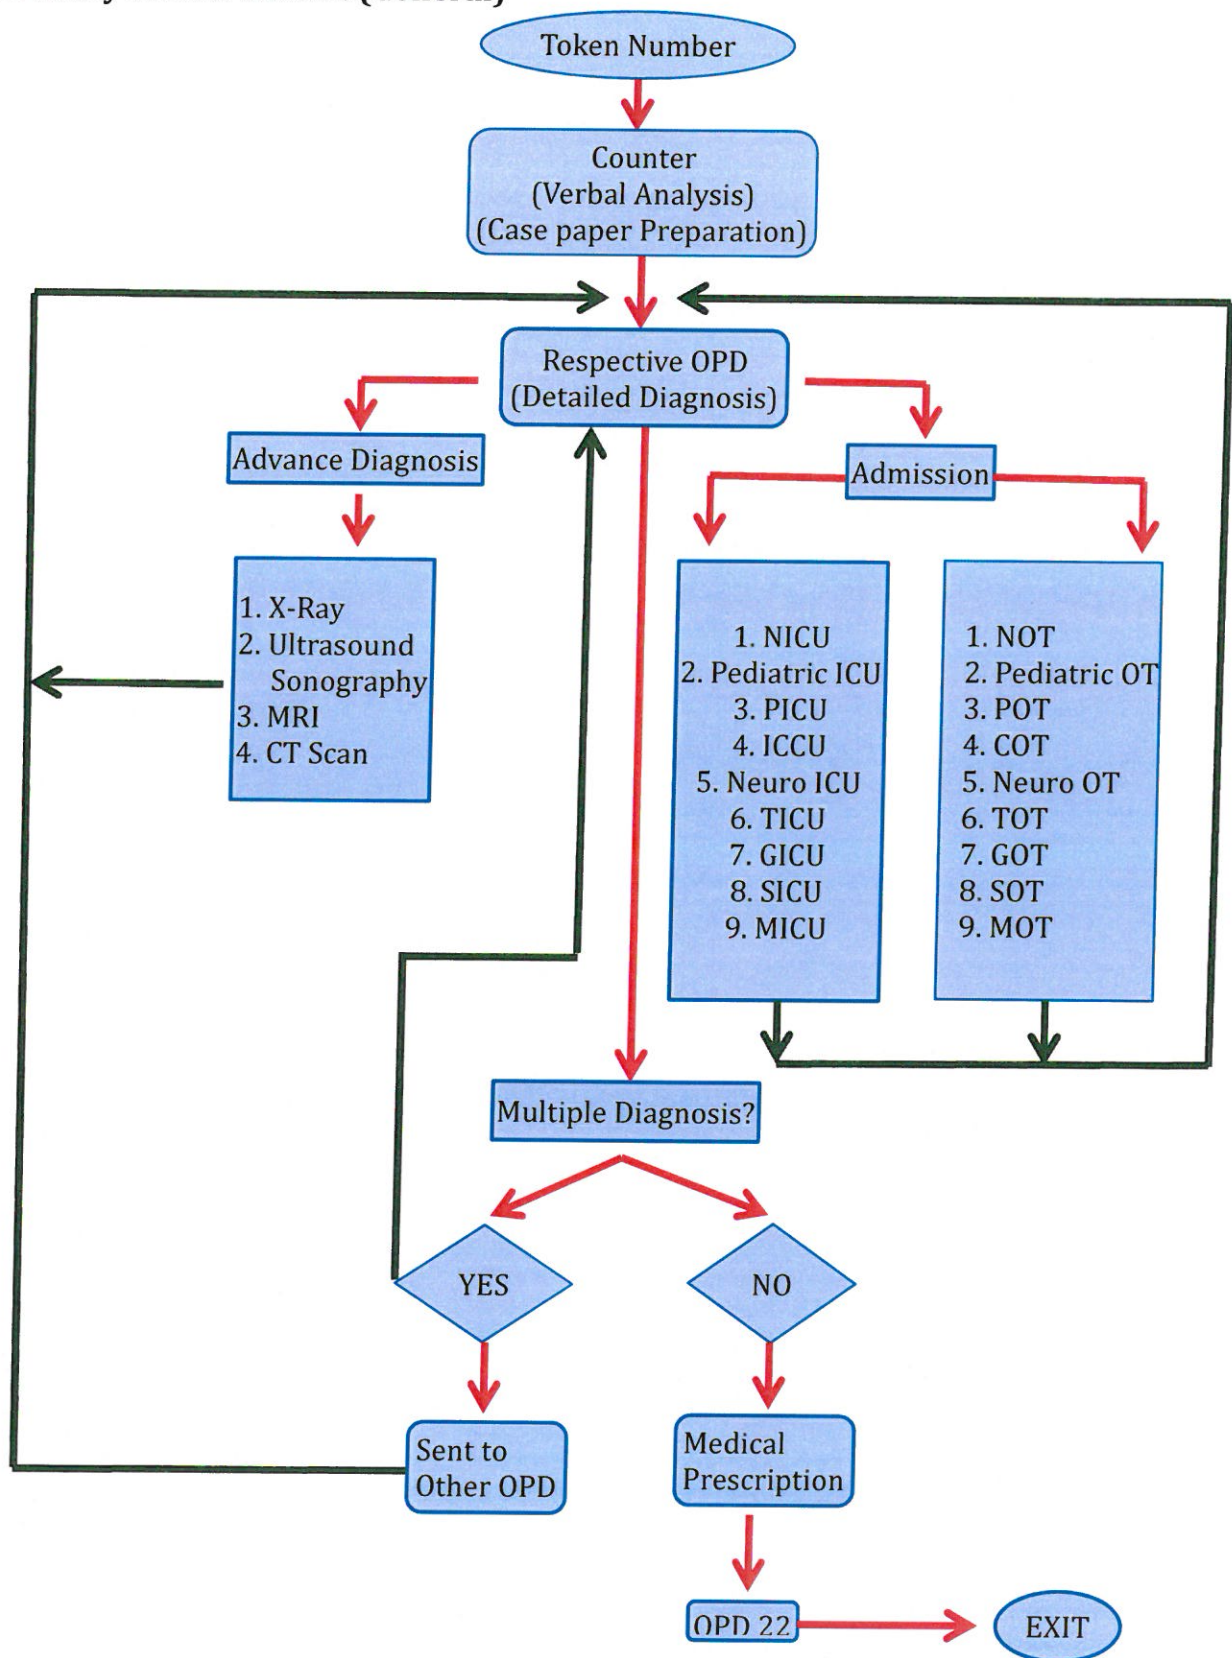 (General)
Token Number
Counter
(Verbal Analysis)
(Case paper Preparation)
Respective OPD
(Detailed Diagnosis)
Advance Diagnosis
Admission
1. X-Ray
2. Ultrasound
Sonography
3. MRI
4. CT Scan
1. NICU
2. Pediatric ICU
3. PICU
4. ICCU
5. Neuro ICU
6. TICU
7. GICU
8. SICU
9. MICU
1. NOT
2. Pediatric OT
3. POT
4. COT
5. Neuro OT
6. TOT
7. GOT
8. SOT
9. MOT
Multiple Diagnosis?
YES
NO
Sent to
Other OPD
Medical
Prescription
OPD 22
EXIT